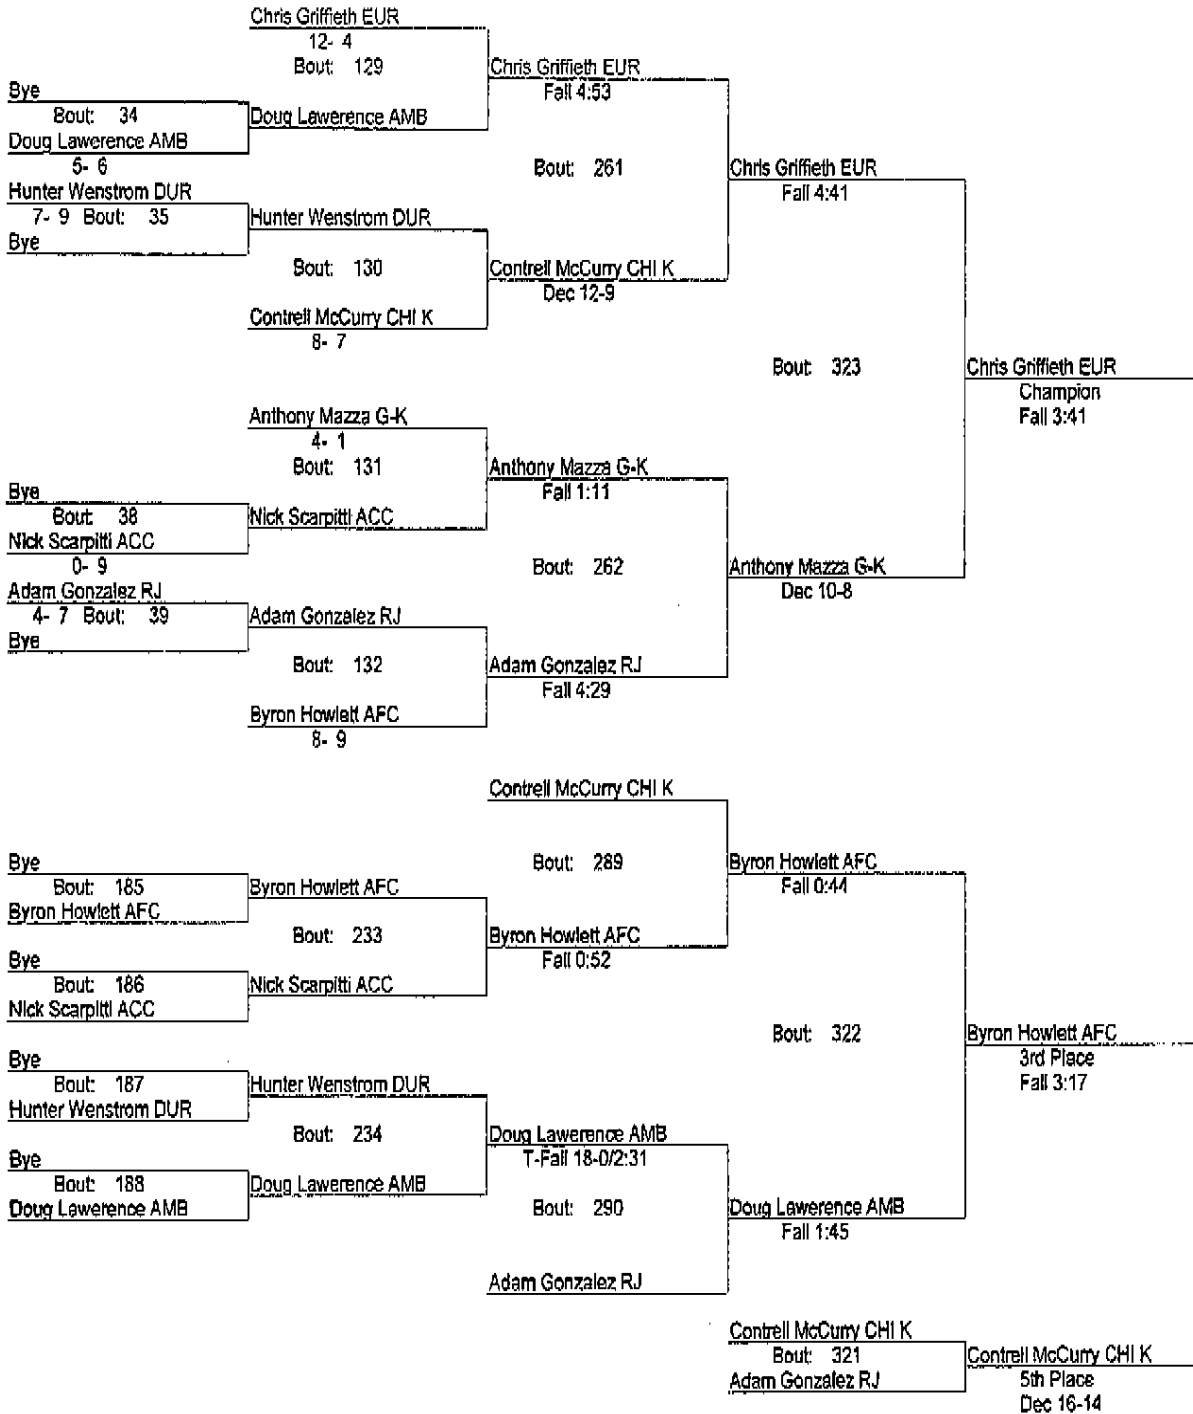 Chris Griffieth EUR
12- 4
Bout: 129
Chris Griffieth EUR
Fall 4:53
Bye
Bout: 34
Doug Lawerence AMB
Doug Lawerence AMB
5- 6
Bout: 261
Chris Griffieth EUR
Fall 4:41
Hunter Wenstrom DUR
7- 9 Bout: 35
Hunter Wenstrom DUR
Bye
Bout: 130
Contrell McCurry CHI K
Dec 12-9
Contrell McCurry CHI K
8- 7
Bout: 323
Chris Griffieth EUR
Champion
Fall 3:41
Anthony Mazza G-K
4- 1
Bout: 131
Anthony Mazza G-K
Fall 1:11
Bye
Bout: 38
Nick Scarpitti ACC
Nick Scarpitti ACC
0- 9
Bout: 262
Anthony Mazza G-K
Dec 10-8
Adam Gonzalez RJ
4- 7 Bout: 39
Adam Gonzalez RJ
Bye
Bout: 132
Adam Gonzalez RJ
Fall 4:29
Byron Howlett AFC
8- 9
Contrell McCurry CHI K
Bout: 289
Byron Howlett AFC
Fall 0:44
Bye
Bout: 185
Byron Howlett AFC
Byron Howlett AFC
Bout: 233
Byron Howlett AFC
Fall 0:52
Bye
Bout: 186
Nick Scarpitti ACC
Nick Scarpitti ACC
Bout: 322
Byron Howlett AFC
3rd Place
Fall 3:17
Bye
Bout: 187
Hunter Wenstrom DUR
Hunter Wenstrom DUR
Bout: 234
Doug Lawerence AMB
T-Fall 18-0/2:31
Bye
Bout: 188
Doug Lawerence AMB
Doug Lawerence AMB
Bout: 290
Doug Lawerence AMB
Fall 1:45
Adam Gonzalez RJ
Contrell McCurry CHI K
Bout: 321
Contrell McCurry CHI K
Adam Gonzalez RJ
5th Place
Dec 16-14